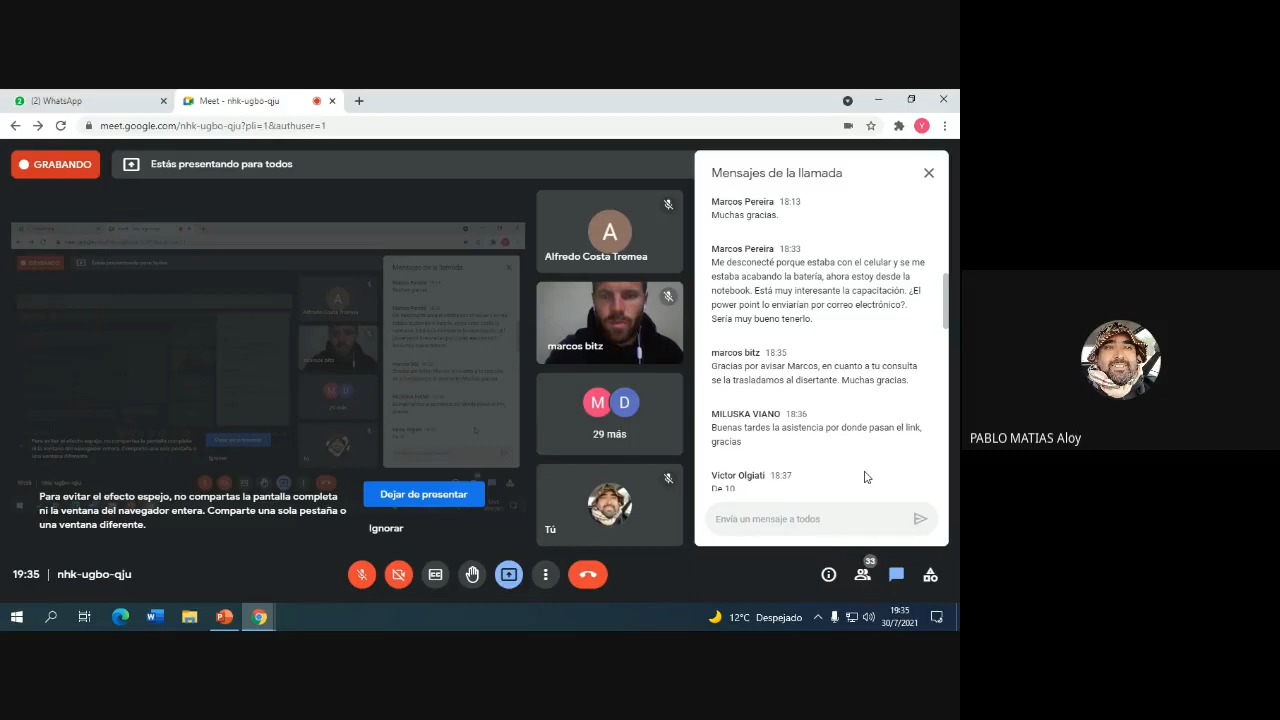 (2) WhatsApp
Meet - nhk-ugbo-qju
meet.google.com/nhk-ugbo-qju?pli=1&authuser=1
GRABANDO
Estás presentando para todos
Mensajes de la llamada
Marcos Pereira 18:13
Muchas gracias.
Marcos Pereira 18:33
Me desconecté porque estaba con el celular y se me
estaba acabando la batería, ahora estoy desde la
notebook. Está muy interesante la capacitación. ¿El
power point lo enviarían por correo electrónico?.
Sería muy bueno tenerlo.
marcos bitz 18:35
Gracias por avisar Marcos, en cuanto a tu consulta
se la trasladamos al disertante. Muchas gracias.
MILUSKA VIANO 18:36
Buenas tardes la asistencia por donde pasan el link,
gracias
Victor Olgiati 18:37
De 10
Envía un mensaje a todos
A
Alfredo Costa Tremea
marcos bitz
M D
29 más
Tú
Para evitar el efecto espejo, no compartas la pantalla completa
ni la ventana del navegador entera. Comparte una sola pestaña o
una ventana diferente.
Dejar de presentar
Ignorar
19:35 | nhk-ugbo-qju
33
12°C Despejado
19:35
30/7/2021
PABLO MATIAS Aloy